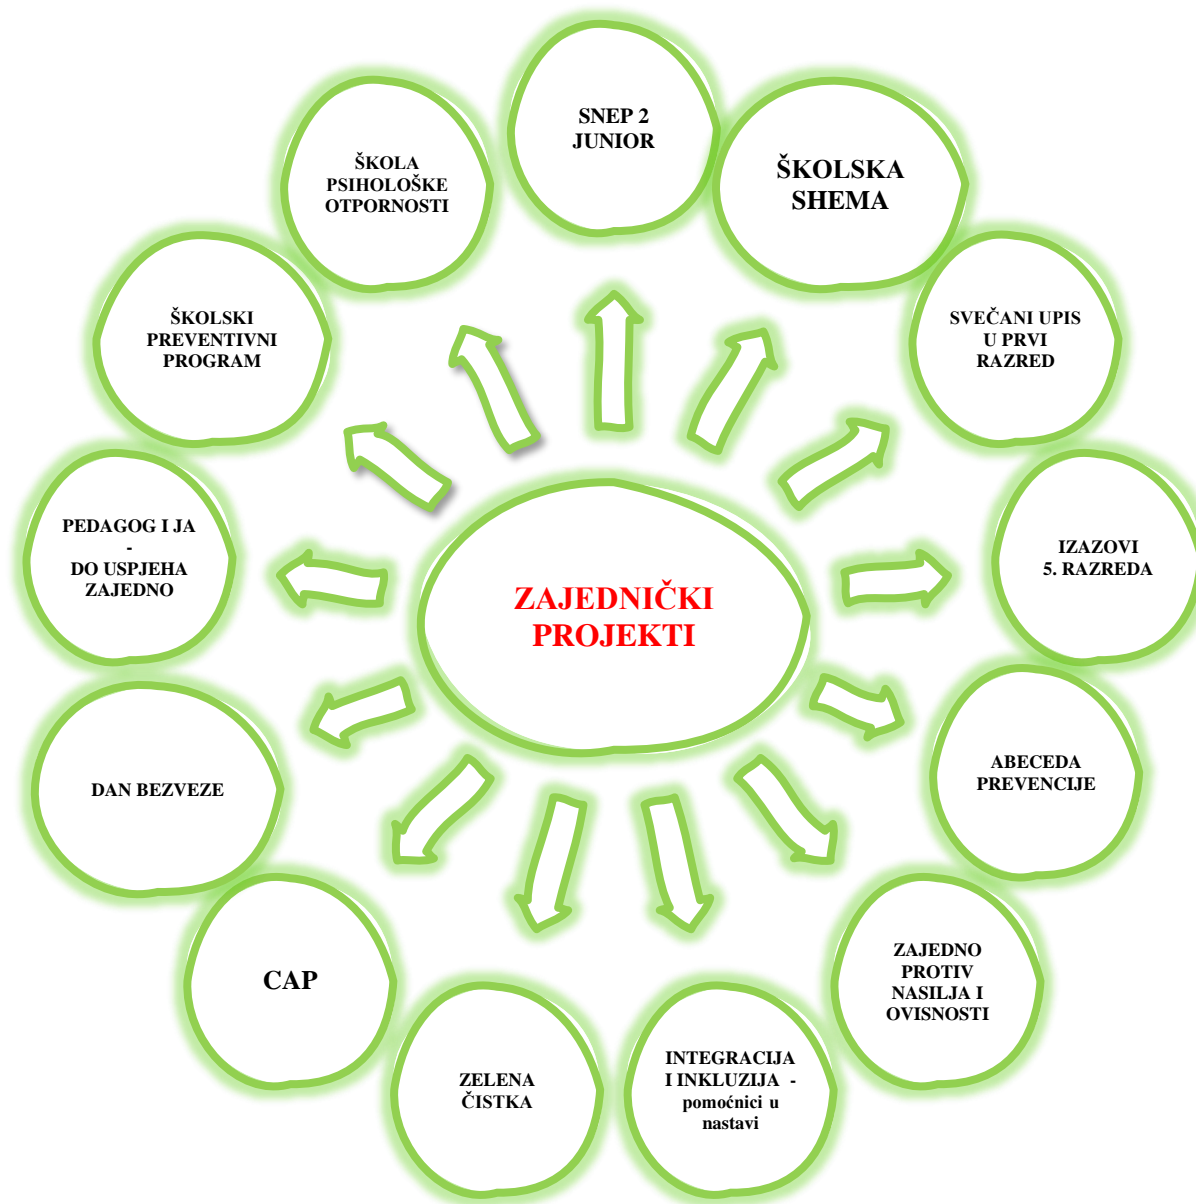 SNEP 2
JUNIOR
ŠKOLSKA
SHEMA
SVEČANI UPIS
U PRVI
RAZRED
IZAZOVI
5. RAZREDA
ABECEDA
PREVENCIJE
ZAJEDNO
PROTIV
NASILJA I
OVISNOSTI
INTEGRACIJA
I INKLUZIJA -
pomoćnici u
nastavi
ZELENA
ČISTKA
CAP
DAN BEZVEZE
PEDAGOG I JA
-
DO USPJEHA
ZAJEDNO
ŠKOLSKI
PREVENTIVNI
PROGRAM
ŠKOLA
PSIHOLOŠKE
OTPORNOSTI
ZAJEDNIČKI
PROJEKTI